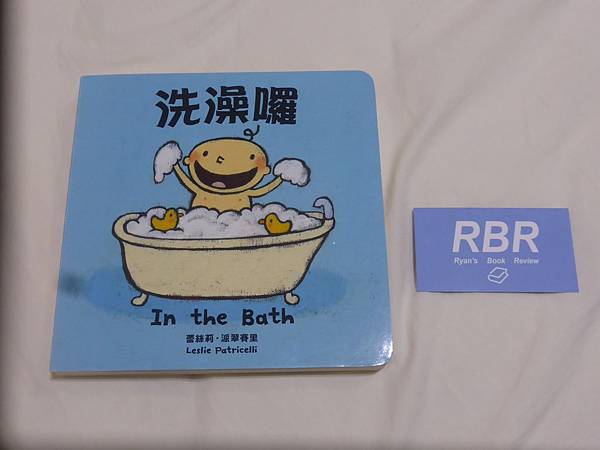 洗澡囉
In the Bath
蕾絲莉·派翠賽里
Leslie Patricelli
RBR
Ryan's Book Review